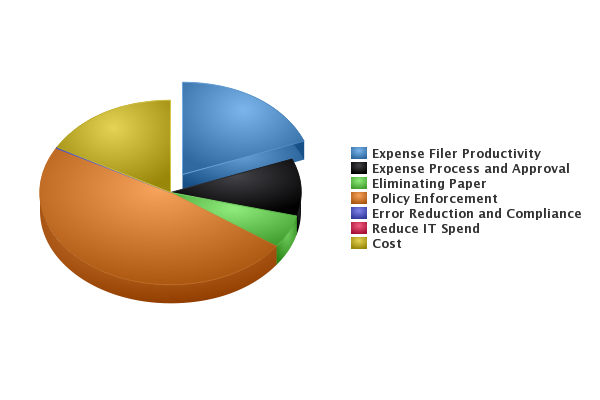 Expense Filer Productivity
Expense Process and Approval
Eliminating Paper
Policy Enforcement
Error Reduction and Compliance
Reduce IT Spend
Cost